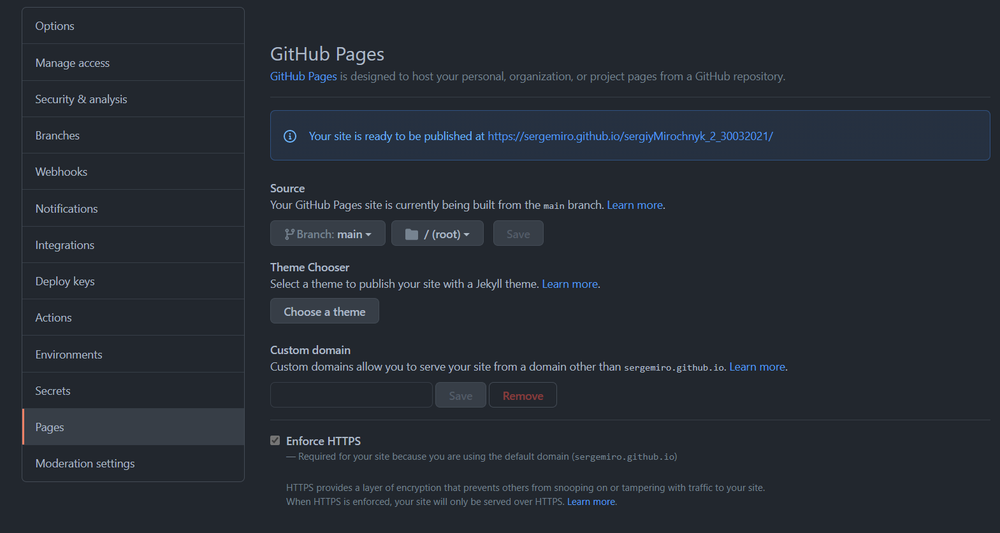 Options
Manage access
Security & analysis
Branches
Webhooks
Notifications
Integrations
Deploy keys
Actions
Environments
Secrets
Pages
Moderation settings
GitHub Pages
GitHub Pages is designed to host your personal, organization, or project pages from a GitHub repository.
Your site is ready to be published at https://sergemiro.github.io/sergiyMirochnyk_2_30032021/
Source
Your GitHub Pages site is currently being built from the main branch. Learn more.
Branch: main / (root) Save
Theme Chooser
Select a theme to publish your site with a Jekyll theme. Learn more.
Choose a theme
Custom domain
Custom domains allow you to serve your site from a domain other than sergemiro.github.io. Learn more.
Save Remove
Enforce HTTPS
— Required for your site because you are using the default domain (sergemiro.github.io)
HTTPS provides a layer of encryption that prevents others from snooping on or tampering with traffic to your site.
When HTTPS is enforced, your site will only be served over HTTPS. Learn more.